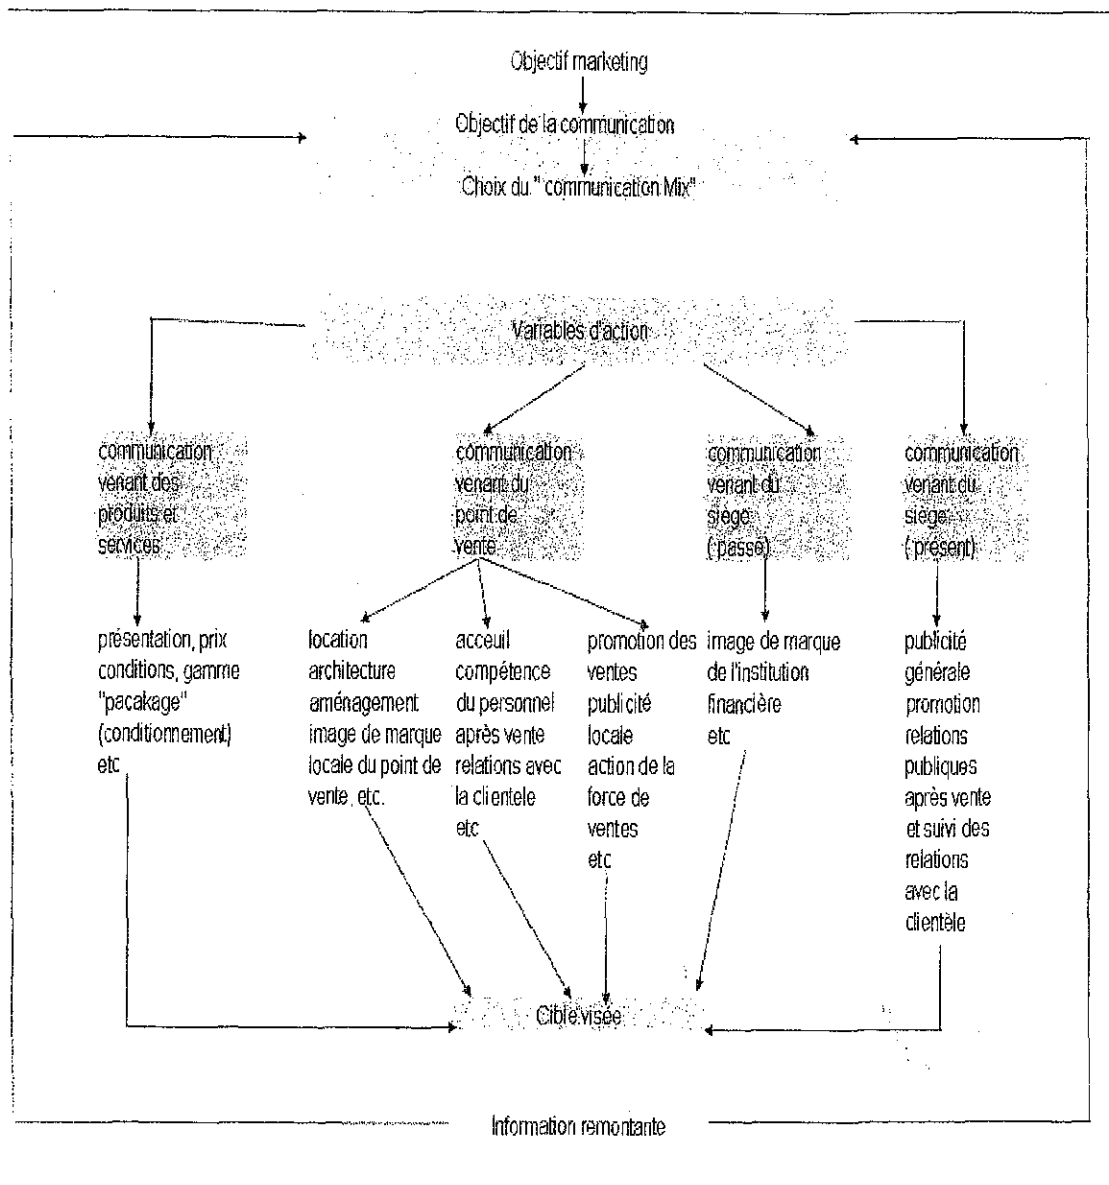 Objectif marketing
Objectif de la communication
Choix du " communication Mix"
Variables d'action
communication
venant des
produits et
services
communication
venant du
point de
vente
communication
venant du
siège
( passé)
communication
venant du
siège
( présent)
présentation, prix
conditions, gamme
"pacakage"
(conditionnement)
etc
location
architecture
aménagement
image de marque
locale du point de
vente, etc.
acceuil
compétence
du personnel
après vente
relations avec
la clientele
etc
promotion des
ventes
publicité
locale
action de la
force de
ventes
etc
image de marque
de l'institution
financière
etc
publicité
générale
promotion
relations
publiques
après vente
et suivi des
relations
avec la
clientèle
Cible visée
Information remontante